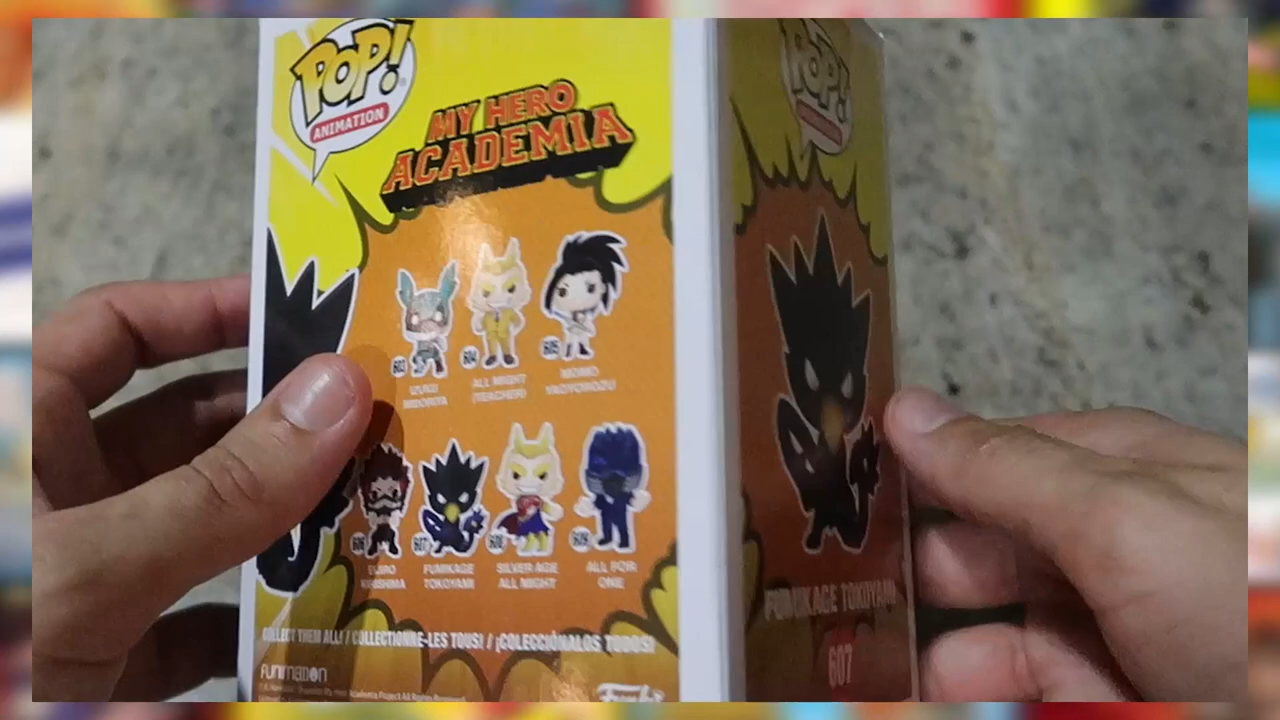 POP!
ANIMATION
MY HERO
ACADEMIA
603
IZUKU
MIDORIYA
604
ALL MIGHT
(TEACHER)
605
MOMO
YAOYOROZU
606
EIJIRO
KIRISHIMA
607
FUMIKAGE
TOKOYAMI
608
SILVER AGE
ALL MIGHT
609
ALL FOR
ONE
COLLECT THEM ALL! / COLLECTIONNE-LES TOUS! / ¡COLECCIÓNALOS TODOS!
FUNIMATION
Funko
POP!
FUMIKAGE TOKOYAMI
607